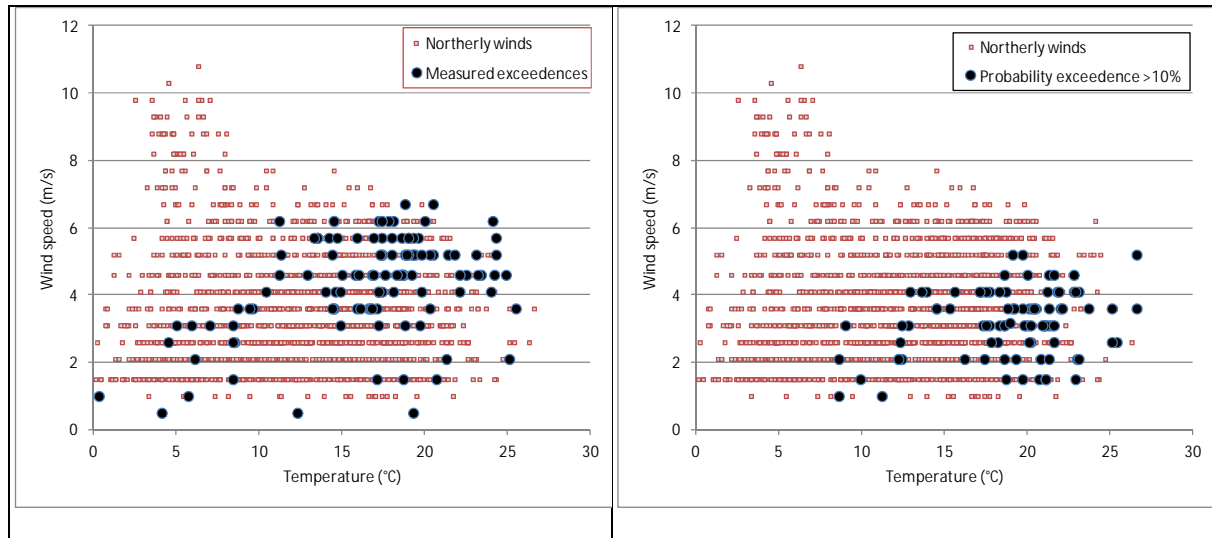 12
10
8
6
4
2
0
Wind speed (m/s)
Northerly winds
Measured exceedences
0 5 10 15 20 25 30
Temperature (°C)
12
10
8
6
4
2
0
Wind speed (m/s)
Northerly winds
Probability exceedence >10%
0 5 10 15 20 25 30
Temperature (°C)